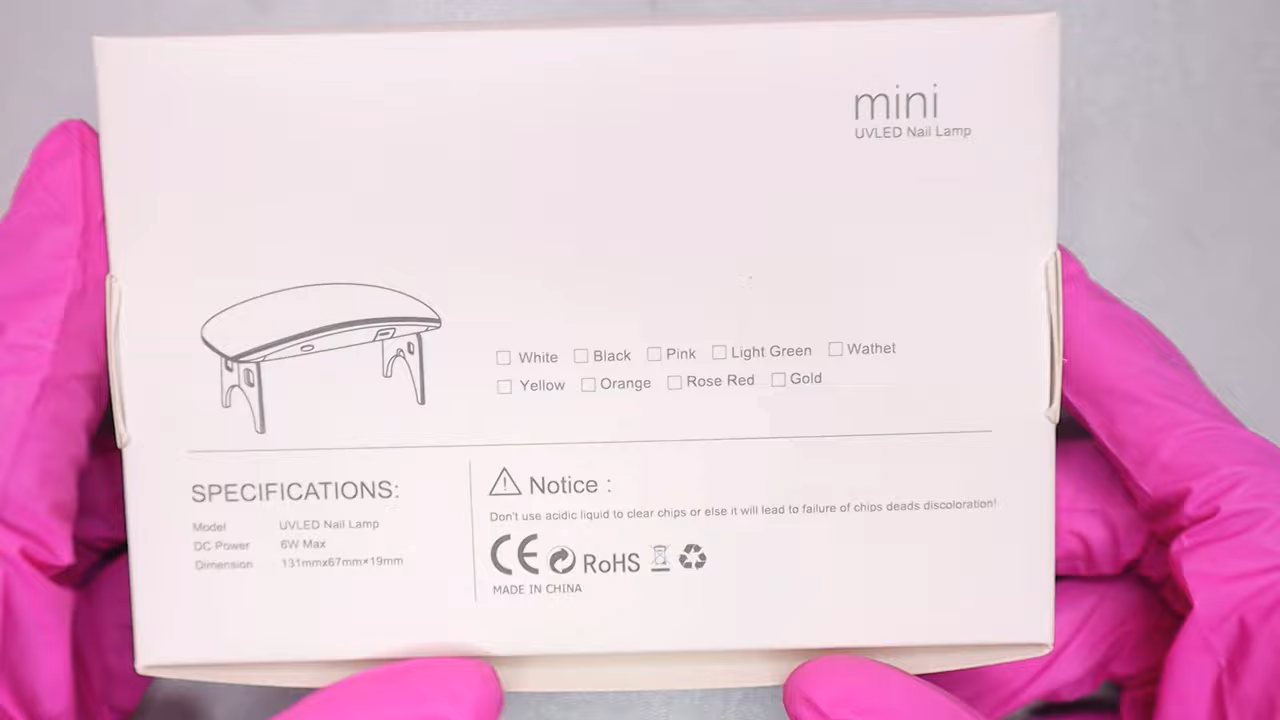 mini
UVLED Nail Lamp
White Black Pink Light Green Wathet
Yellow Orange Rose Red Gold
SPECIFICATIONS:
Model UVLED Nail Lamp
DC Power 6W Max
Dimension 131mmx67mm×19mm
Notice :
Don't use acidic liquid to clear chips or else it will lead to failure of chips deads discoloration!
CE RoHS
MADE IN CHINA